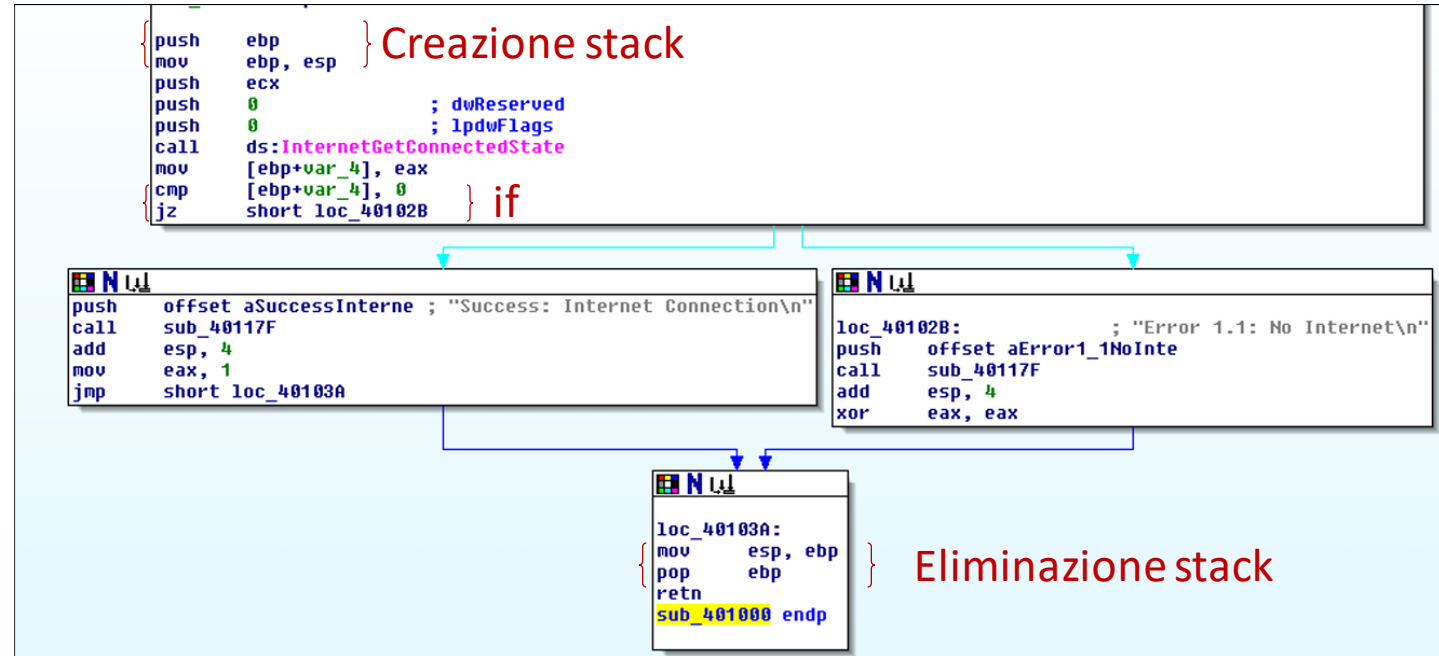 push ebp
mov ebp, esp
Creazione stack
push ecx
push 0 ; dwReserved
push 0 ; lpdwFlags
call ds:InternetGetConnectedState
mov [ebp+var_4], eax
cmp [ebp+var_4], 0
jz short loc_40102B
if
push offset aSuccessInterne ; "Success: Internet Connection\n"
call sub_40117F
add esp, 4
mov eax, 1
jmp short loc_40103A
loc_40102B: ; "Error 1.1: No Internet\n"
push offset aError1_1NoInte
call sub_40117F
add esp, 4
xor eax, eax
loc_40103A:
mov esp, ebp
pop ebp
Eliminazione stack
retn
sub_401000 endp